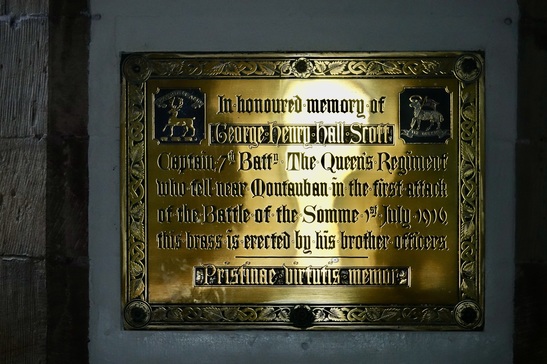 In honoured memory of
George Henry Hall Scott
Captain 7th Battn The Queen's Regiment
who fell near Montauban in the first attack
of the Battle of the Somme 1st July 1916
this brass is erected by his brother officers.
Pristinae virtutis memor